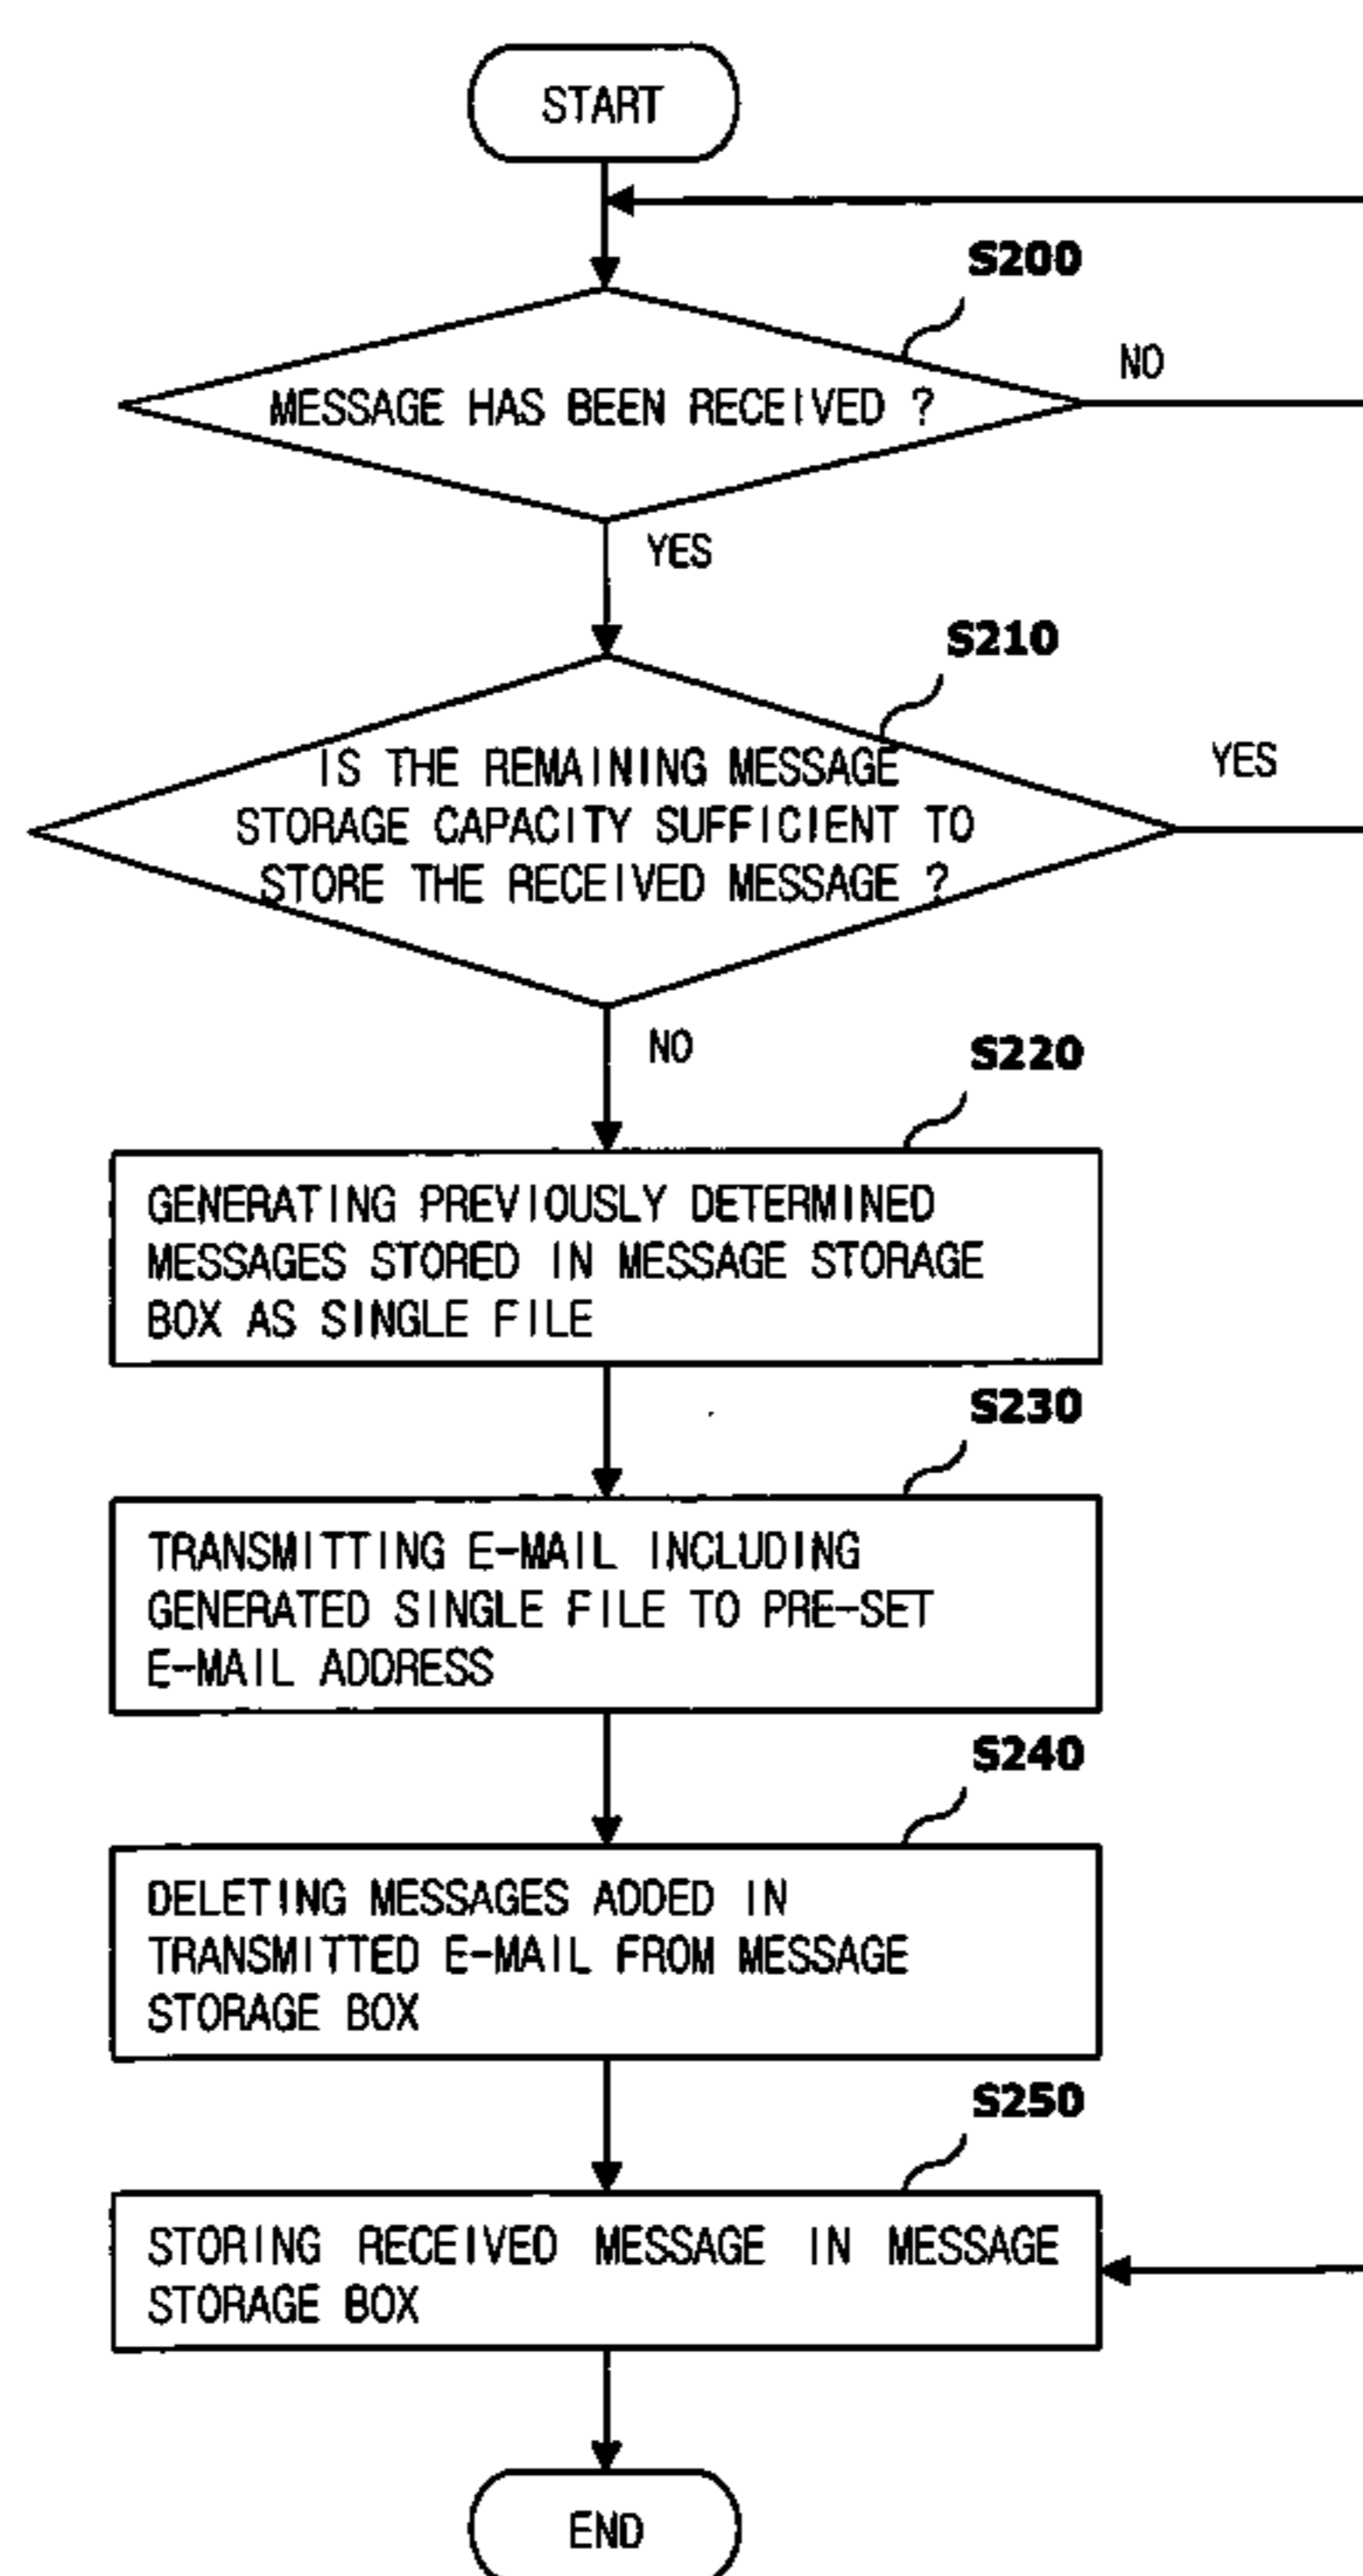 START
S200
MESSAGE HAS BEEN RECEIVED ?
NO
YES
S210
IS THE REMAINING MESSAGE
STORAGE CAPACITY SUFFICIENT TO
STORE THE RECEIVED MESSAGE ?
YES
NO
S220
GENERATING PREVIOUSLY DETERMINED
MESSAGES STORED IN MESSAGE STORAGE
BOX AS SINGLE FILE
S230
TRANSMITTING E-MAIL INCLUDING
GENERATED SINGLE FILE TO PRE-SET
E-MAIL ADDRESS
S240
DELETING MESSAGES ADDED IN
TRANSMITTED E-MAIL FROM MESSAGE
STORAGE BOX
S250
STORING RECEIVED MESSAGE IN MESSAGE
STORAGE BOX
END